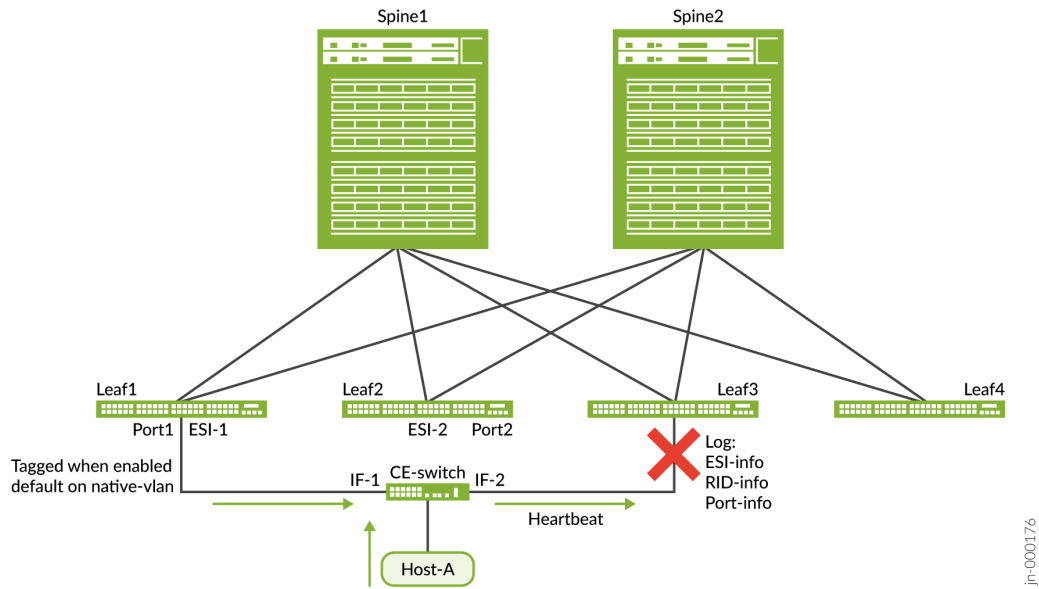 Spine1
Spine2
Leaf1
Leaf2
Leaf3
Leaf4
Port1
ESI-1
ESI-2
Port2
Log:
ESI-info
RID-info
Port-info
Tagged when enabled
default on native-vlan
IF-1
CE-switch
IF-2
Heartbeat
Host-A
jn-000176